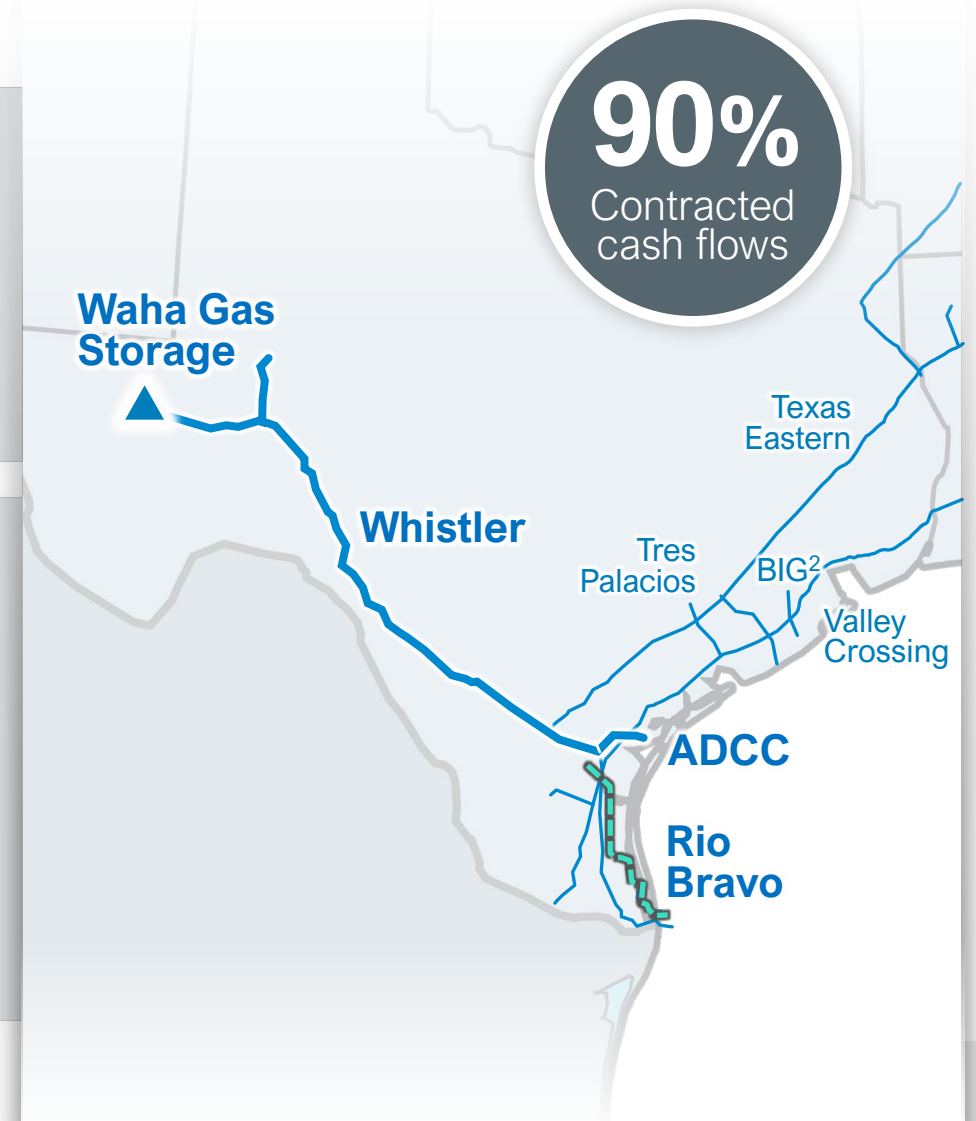 90%
Contracted
cash flows
Waha Gas
Storage
Texas
Eastern
Whistler
Tres
Palacios
BIG²
Valley
Crossing
ADCC
Rio
Bravo